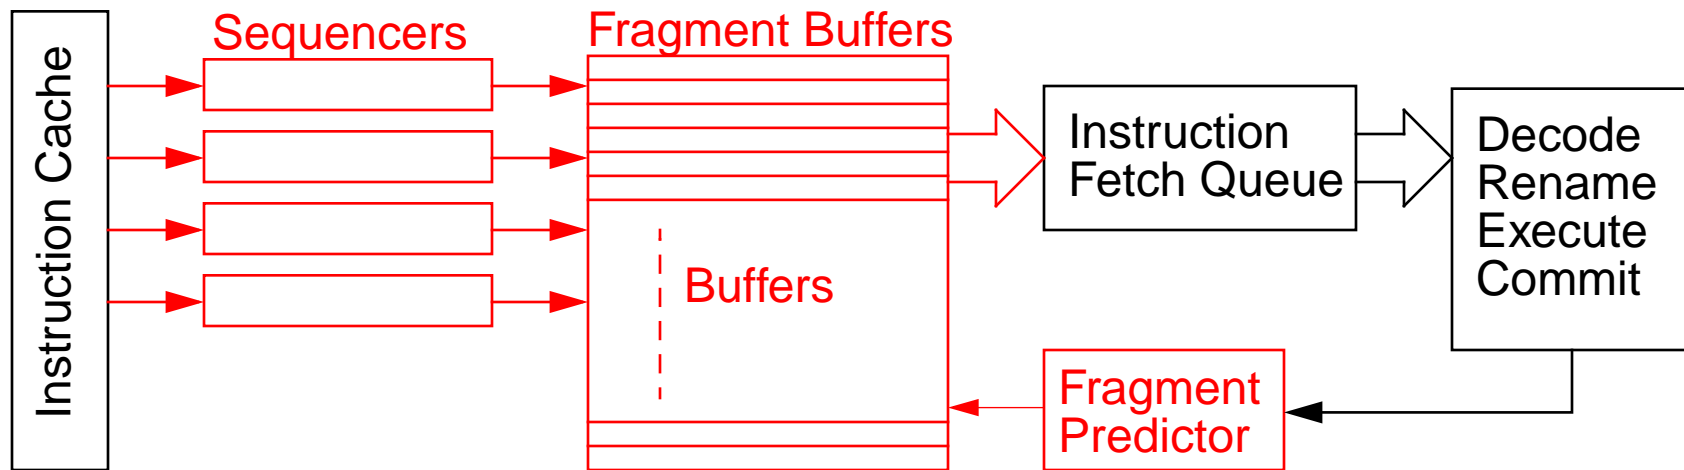 Instruction Cache
Sequencers
Fragment Buffers
Buffers
Instruction
Fetch Queue
Decode
Rename
Execute
Commit
Fragment
Predictor